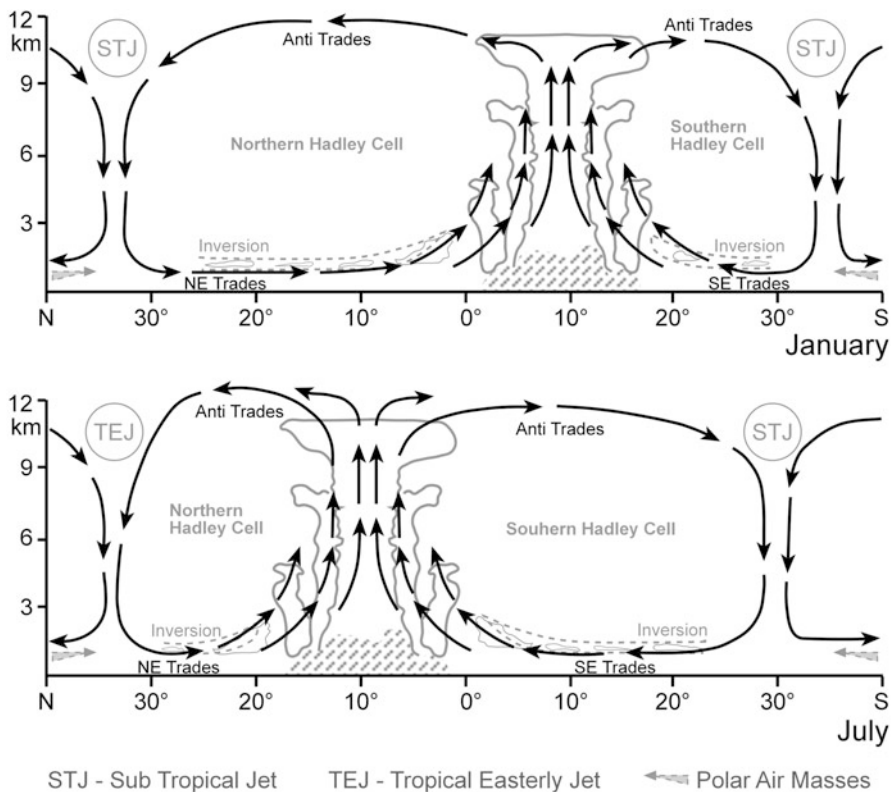 12
km
9
6
3
STJ
Anti Trades
Anti Trades
STJ
Northern Hadley Cell
Southern
Hadley Cell
Inversion
Inversion
NE Trades
SE Trades
N
30°
20°
10°
0°
10°
20°
30°
S
January
12
km
9
6
3
TEJ
Anti Trades
Anti Trades
STJ
Northern
Hadley Cell
Souhern Hadley Cell
Inversion
Inversion
NE Trades
SE Trades
N
30°
20°
10°
0°
10°
20°
30°
S
July
STJ - Sub Tropical Jet
TEJ - Tropical Easterly Jet
Polar Air Masses